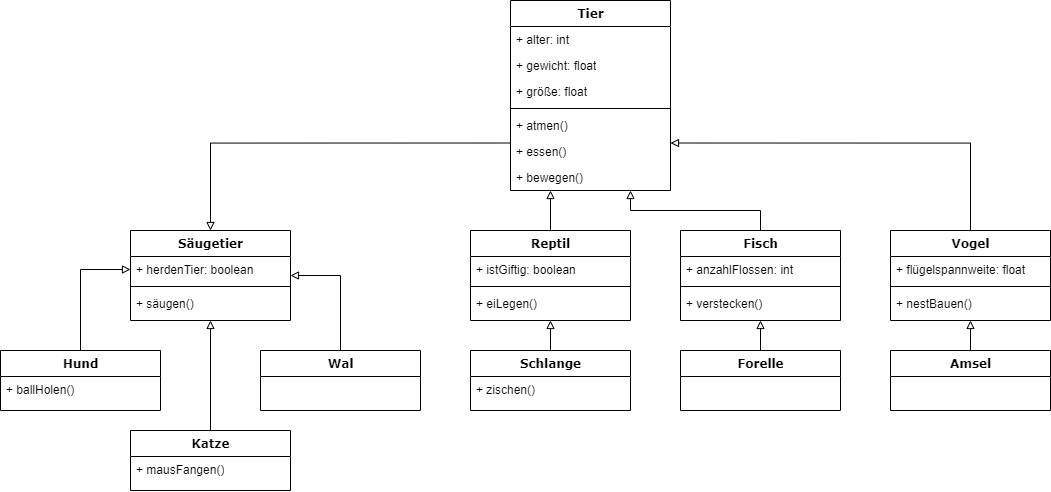 Tier
+ alter: int
+ gewicht: float
+ größe: float
+ atmen()
+ essen()
+ bewegen()
Säugetier
+ herdenTier: boolean
+ säugen()
Reptil
+ istGiftig: boolean
+ eiLegen()
Fisch
+ anzahlFlossen: int
+ verstecken()
Vogel
+ flügelspannweite: float
+ nestBauen()
Hund
+ ballHolen()
Wal
Schlange
+ zischen()
Forelle
Amsel
Katze
+ mausFangen()